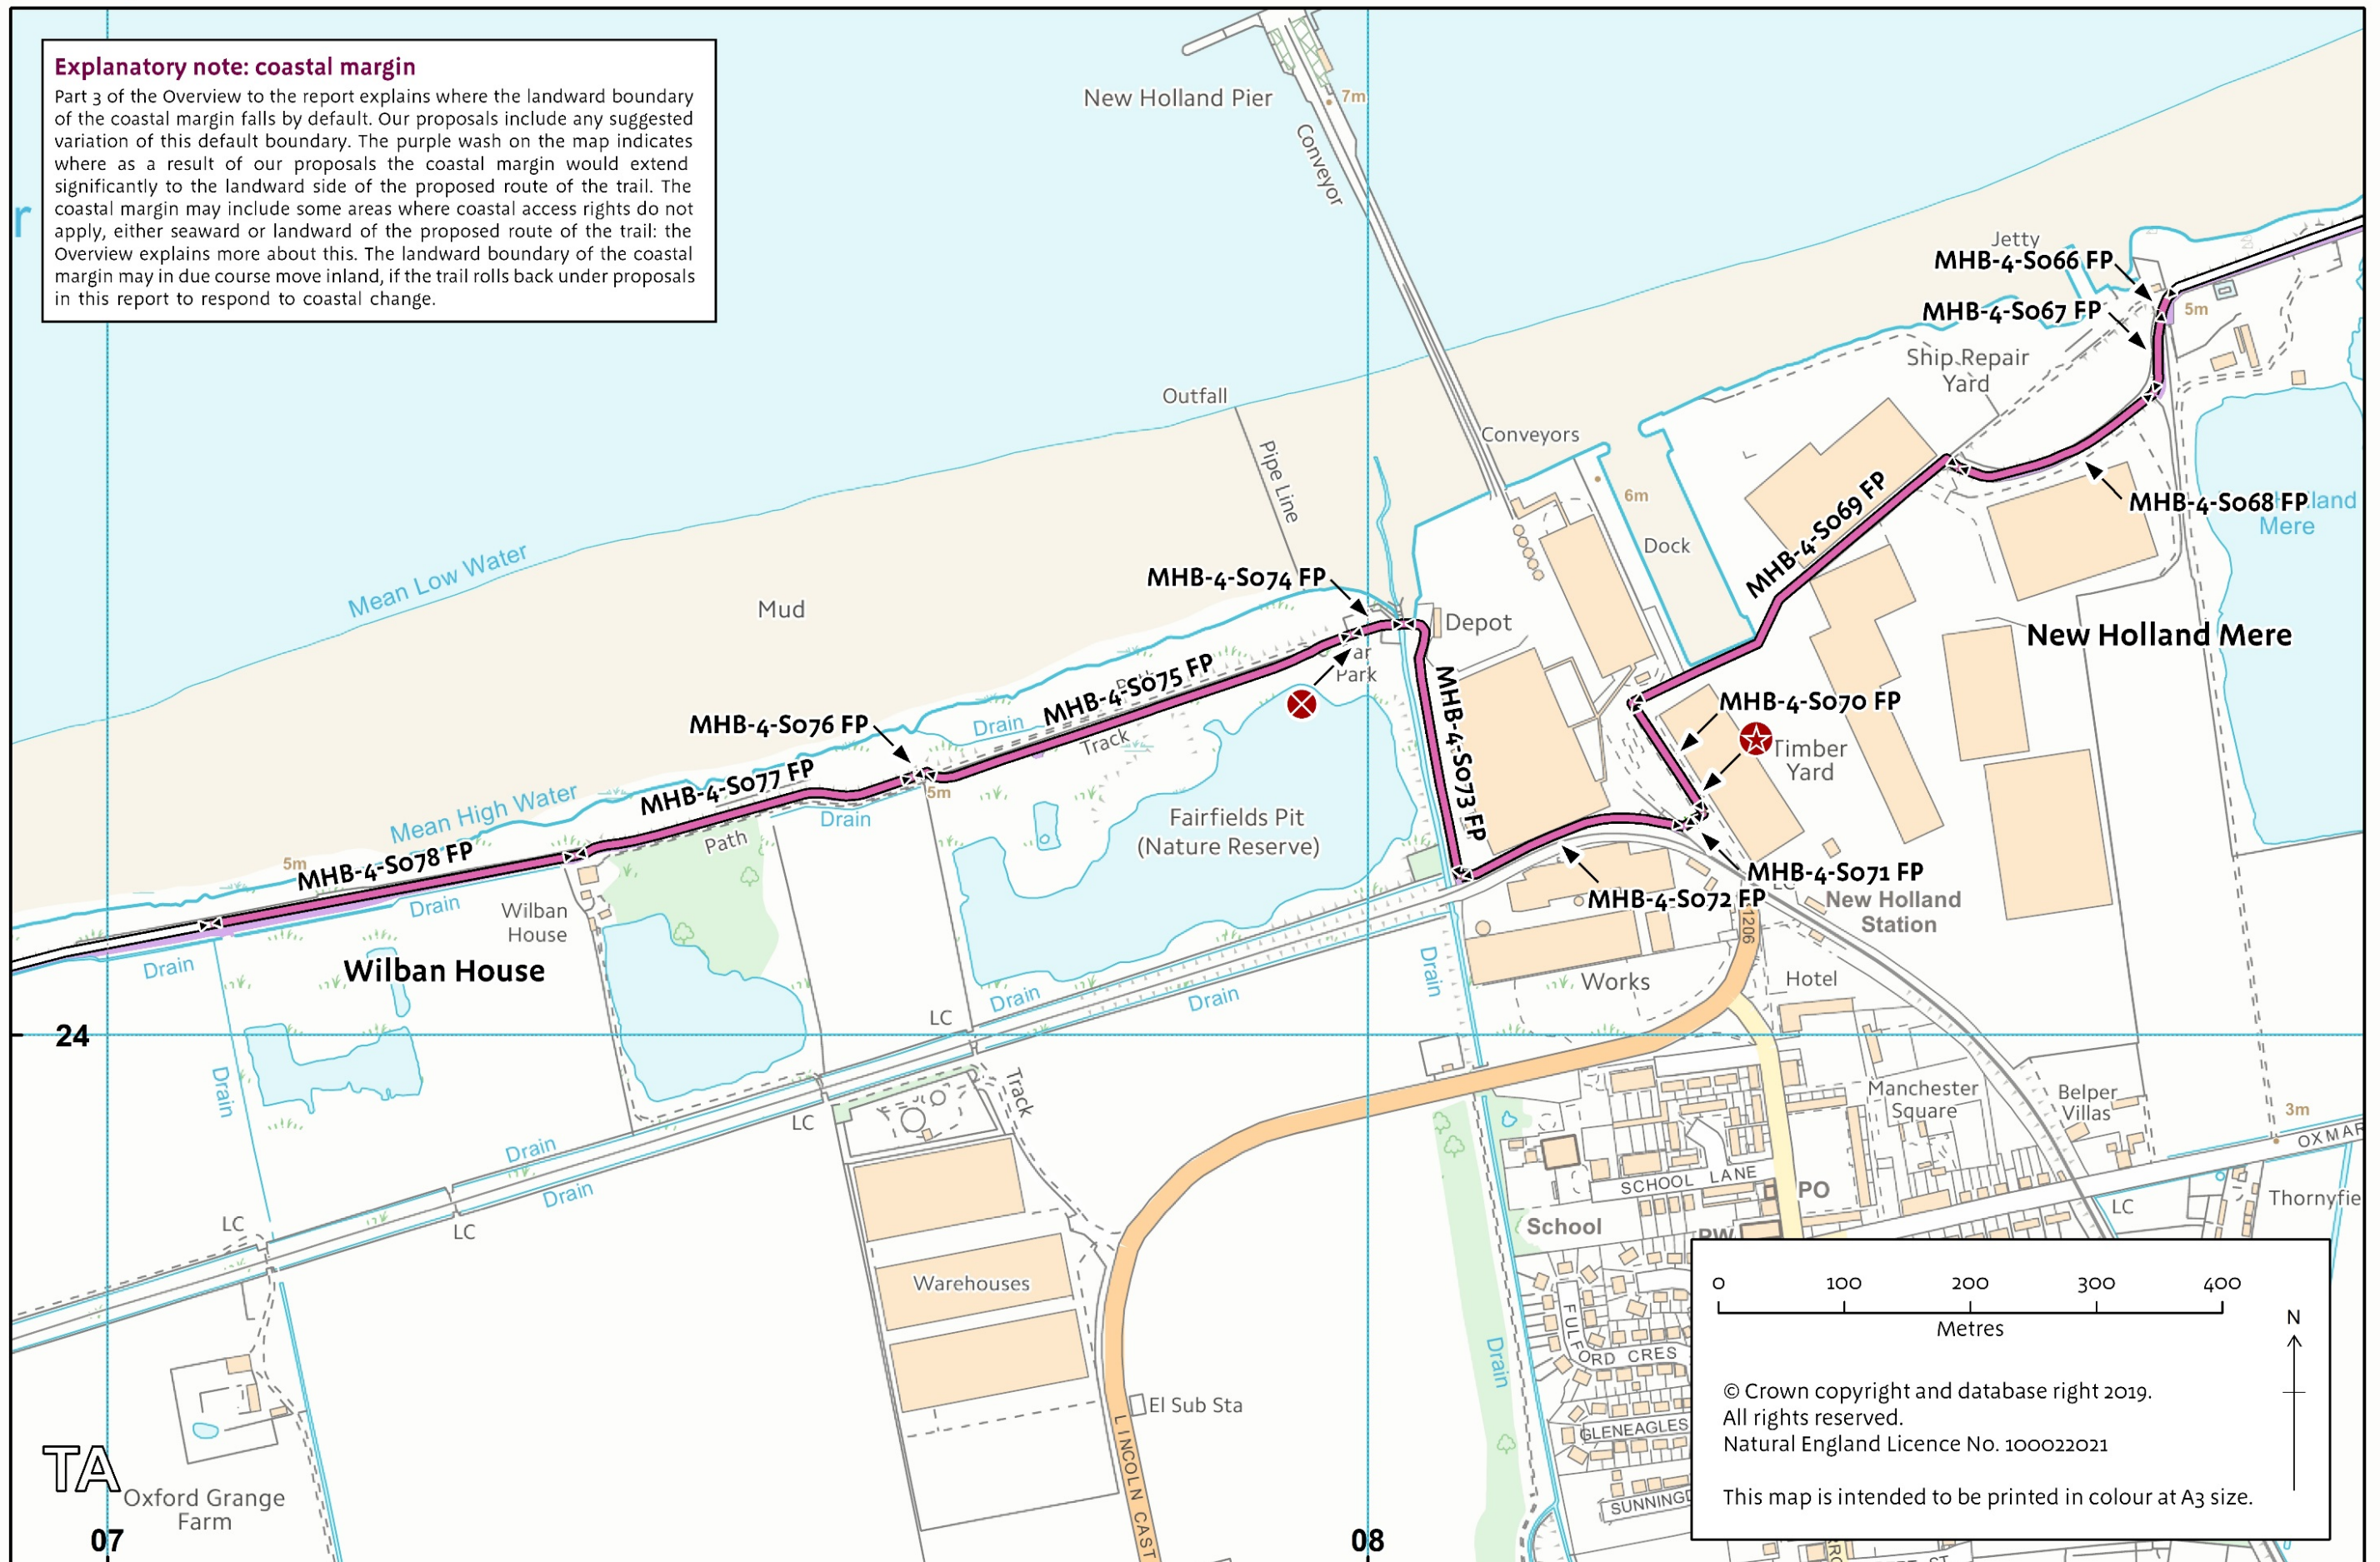 Explanatory note: coastal margin
Part 3 of the Overview to the report explains where the landward boundary
of the coastal margin falls by default. Our proposals include any suggested
variation of this default boundary. The purple wash on the map indicates
where as a result of our proposals the coastal margin would extend
significantly to the landward side of the proposed route of the trail. The
coastal margin may include some areas where coastal access rights do not
apply, either seaward or landward of the proposed route of the trail: the
Overview explains more about this. The landward boundary of the coastal
margin may in due course move inland, if the trail rolls back under proposals
in this report to respond to coastal change.
r
New Holland Pier
7m
Conveyor
Jetty
MHB-4-S066 FP
MHB-4-S067 FP
5m
Ship Repair
Yard
Outfall
Pipe Line
Conveyors
6m
Dock
MHB-4-S069 FP
MHB-4-S068 FP
land
Mere
Mean Low Water
Mud
MHB-4-S074 FP
Depot
New Holland Mere
ar
Park
MHB-4-S075 FP
MHB-4-S073 FP
MHB-4-S070 FP
Timber
Yard
MHB-4-S076 FP
Drain
Track
MHB-4-S077 FP
5m
Mean High Water
Drain
Path
Fairfields Pit
(Nature Reserve)
5m
MHB-4-S078 FP
MHB-4-S071 FP
MHB-4-S072 FP
LC
New Holland
Station
1206
Drain
Wilban
House
Drain
Wilban House
Drain
Drain
Drain
Works
Hotel
LC
24
Drain
Track
LC
Manchester
Square
Belper
Villas
3m
OXMAR
Drain
Drain
SCHOOL LANE
PO
LC
Thornyfie
School
PW
LC
LC
Warehouses
FULFORD CRES
Drain
El Sub Sta
GLENEAGLES
LINCOLN CAST
SUNNINGD
TA
Oxford Grange
Farm
07
08
0 100 200 300 400
Metres
N
© Crown copyright and database right 2019.
All rights reserved.
Natural England Licence No. 100022021
This map is intended to be printed in colour at A3 size.